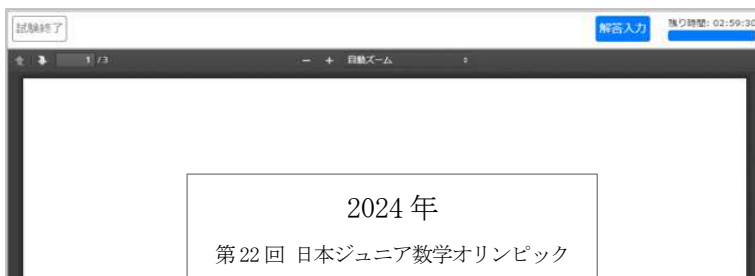 試験終了
解答入力
残り時間: 02:59:30
1 /3
− + 自動ズーム
2024 年
第 22 回 日本ジュニア数学オリンピック